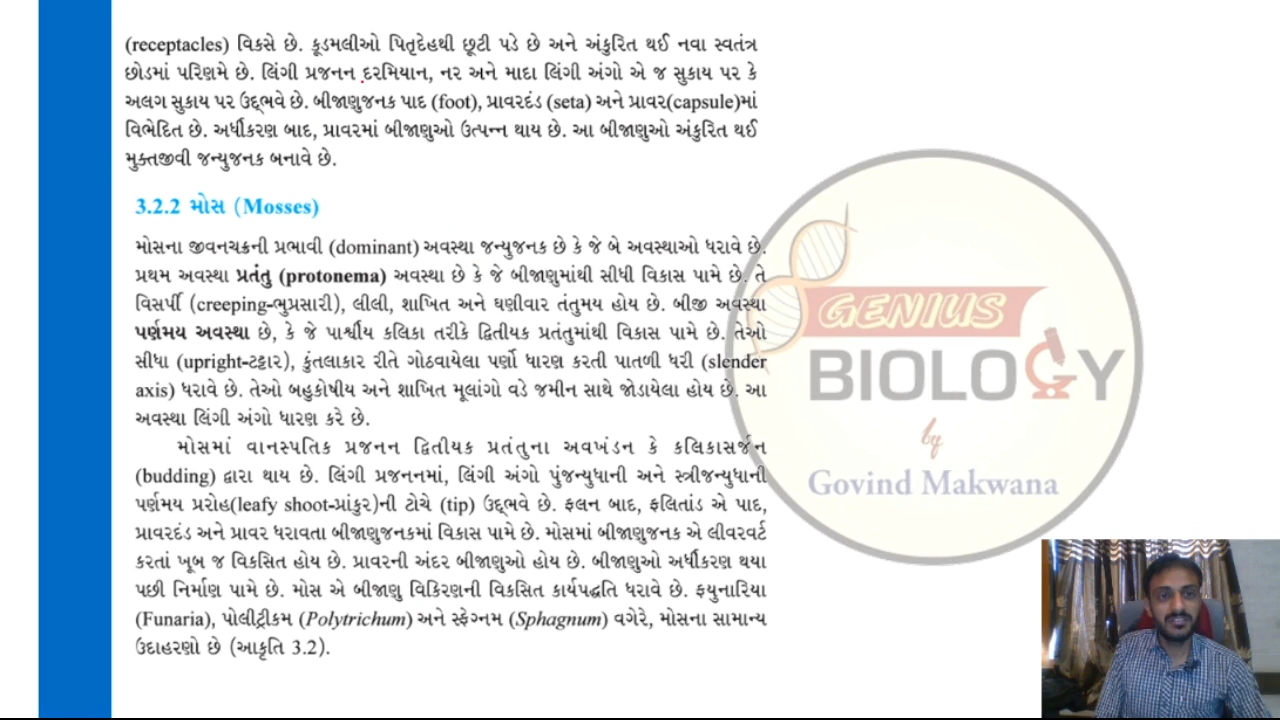 (receptacles) વિકસે છે. કૂડમલીઓ પિતૃદેહથી છૂટી પડે છે અને અંકુરિત થઈ નવા સ્વતંત્ર
છોડમાં પરિણમે છે. લિંગી પ્રજનન દરમિયાન, નર અને માદા લિંગી અંગો એ જ સુકાય પર કે
અલગ સુકાય પર ઉદ્ભવે છે. બીજાણુજનક પાદ (foot), પ્રાવરદંડ (seta) અને પ્રાવર(capsule)માં
વિભેદિત છે. અર્ધીકરણ બાદ, પ્રાવરમાં બીજાણુઓ ઉત્પન્ન થાય છે. આ બીજાણુઓ અંકુરિત થઈ
મુક્તજીવી જન્યુજનક બનાવે છે.
3.2.2 મોસ (Mosses)
મોસના જીવનચક્રની પ્રભાવી (dominant) અવસ્થા જન્યુજનક છે કે જે બે અવસ્થાઓ ધરાવે છે.
પ્રથમ અવસ્થા પ્રતંતુ (protonema) અવસ્થા છે કે જે બીજાણુમાંથી સીધી વિકાસ પામે છે. તે
વિસર્પી (creeping-ભુપ્રસારી), લીલી, શાખિત અને ઘણીવાર તંતુમય હોય છે. બીજી અવસ્થા
પર્ણમય અવસ્થા છે, કે જે પાર્શ્વીય કલિકા તરીકે દ્વિતીયક પ્રતંતુમાંથી વિકાસ પામે છે. તેઓ
સીધા (upright-ટટ્ટાર), કુંતલાકાર રીતે ગોઠવાયેલા પર્ણો ધારણ કરતી પાતળી ધરી (slender
axis) ધરાવે છે. તેઓ બહુકોષીય અને શાખિત મૂલાંગો વડે જમીન સાથે જોડાયેલા હોય છે. આ
અવસ્થા લિંગી અંગો ધારણ કરે છે.
મોસમાં વાનસ્પતિક પ્રજનન દ્વિતીયક પ્રતંતુના અવખંડન કે કલિકાસર્જન
(budding) દ્વારા થાય છે. લિંગી પ્રજનનમાં, લિંગી અંગો પુંજન્યુધાની અને સ્ત્રીજન્યુધાની
પર્ણમય પ્રરોહ(leafy shoot-પ્રાંકુર)ની ટોચે (tip) ઉદ્ભવે છે. ફલન બાદ, ફલિતાંડ એ પાદ,
પ્રાવરદંડ અને પ્રાવર ધરાવતા બીજાણુજનકમાં વિકાસ પામે છે. મોસમાં બીજાણુજનક એ લીવરવર્ટ
કરતાં ખૂબ જ વિકસિત હોય છે. પ્રાવરની અંદર બીજાણુઓ હોય છે. બીજાણુઓ અર્ધીકરણ થયા
પછી નિર્માણ પામે છે. મોસ એ બીજાણુ વિકિરણની વિકસિત કાર્યપદ્ધતિ ધરાવે છે. ફયુનારિયા
(Funaria), પોલીટ્રીકમ (Polytrichum) અને સ્ફેગ્નમ (Sphagnum) વગેરે, મોસના સામાન્ય
ઉદાહરણો છે (આકૃતિ 3.2).
GENIUS
BIOLOGY
by
Govind Makwana